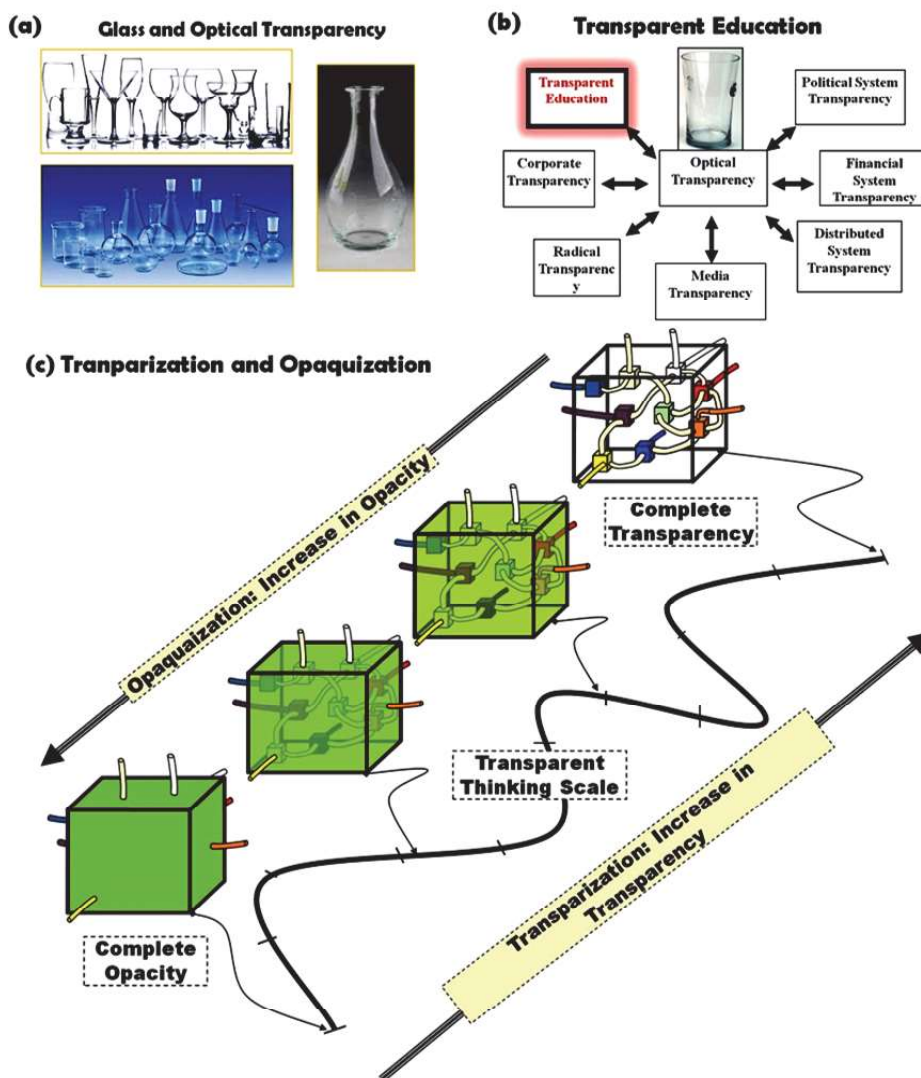 (a)
Glass and Optical Transparency
(b)
Transparent Education
Transparent
Education
Political System
Transparency
Corporate
Transparency
Optical
Transparency
Financial
System
Transparency
Radical
Transparenc
y
Media
Transparency
Distributed
System
Transparency
(c) Tranparization and Opaquization
Opaquaization: Increase in Opacity
Complete
Transparency
Transparent
Thinking Scale
Complete
Opacity
Transparization: Increase in
Transparency